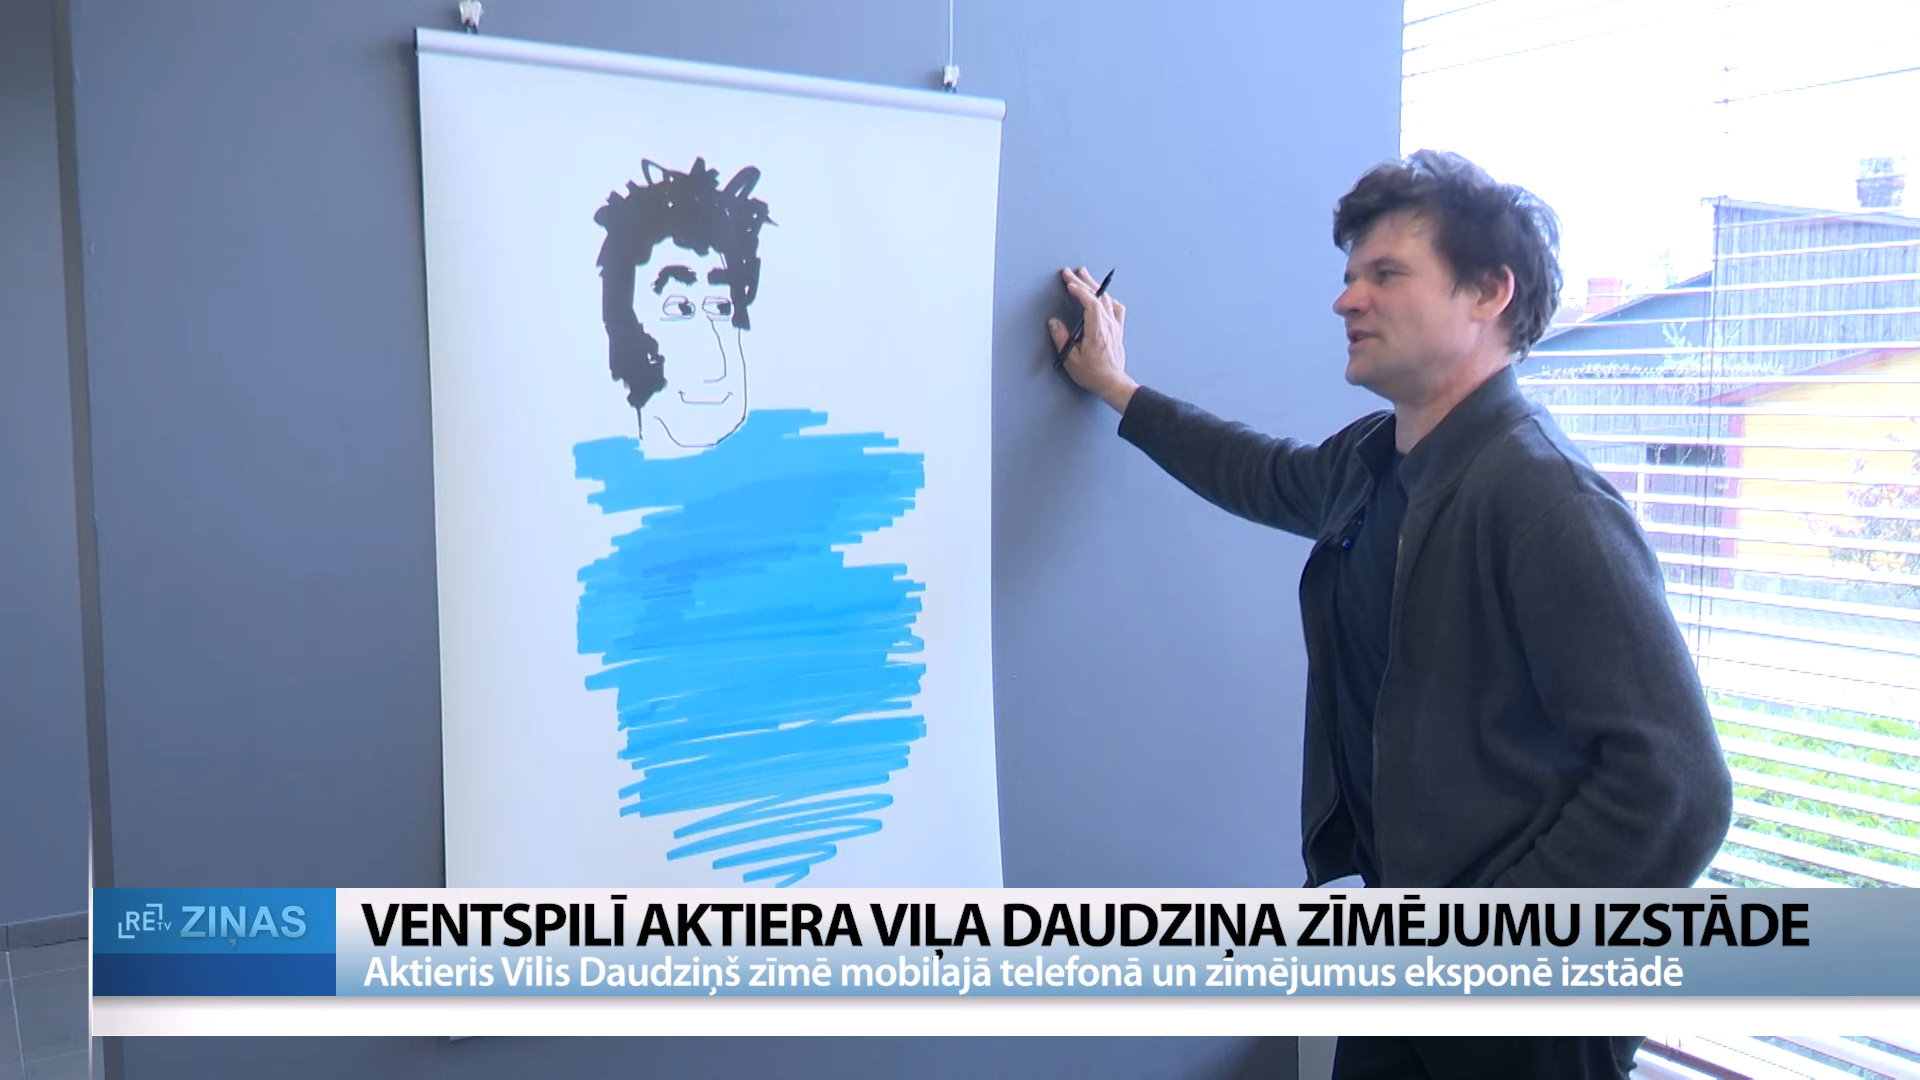 RE TV ZIŅAS
VENTSPILĪ AKTIERA VIĻA DAUDZIŅA ZĪMĒJUMU IZSTĀDE
Aktieris Vilis Daudziņš zīmē mobilajā telefonā un zīmējumus eksponē izstādē